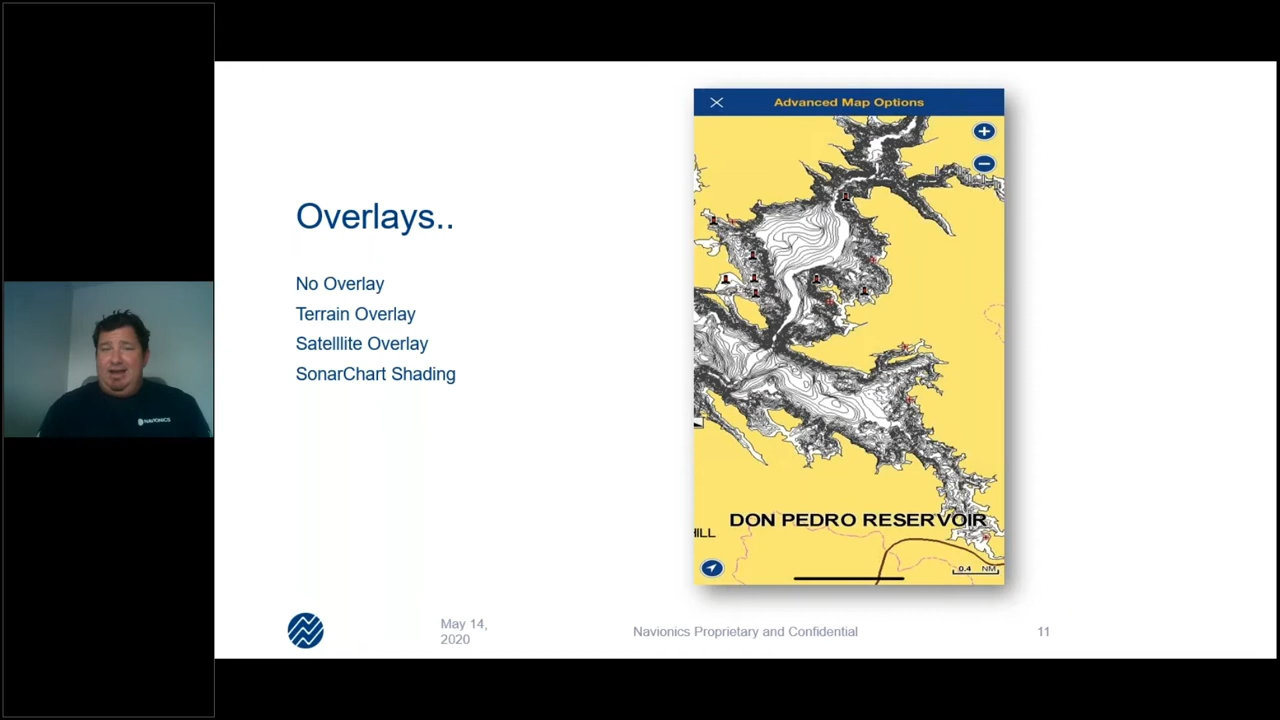 Advanced Map Options
Overlays..
No Overlay
Terrain Overlay
Satelllite Overlay
SonarChart Shading
NAVIONICS
DON PEDRO RESERVOIR
HILL
0.4 NM
May 14,
2020
Navionics Proprietary and Confidential
11